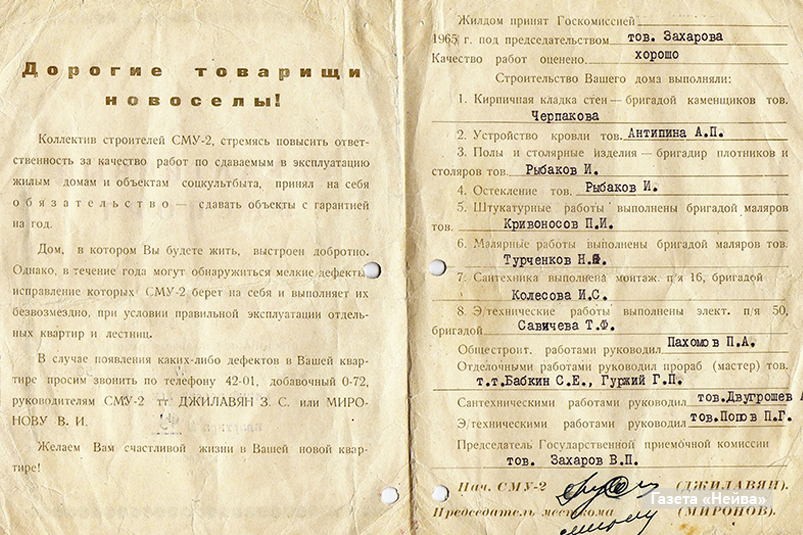 Дорогие товарищи
новоселы!
Коллектив строителей СМУ-2, стремясь повысить ответ-
ственность за качество работ по сдаваемым в эксплуатацию
жилым домам и объектам соцкультбыта, принял на себя
обязательство — сдавать объекты с гарантией
на год.
Дом, в котором Вы будете жить, выстроен добротно.
Однако, в течение года могут обнаружиться мелкие дефекты,
исправление которых СМУ-2 берет на себя и выполняет их
безвозмездно, при условии правильной эксплуатации отдель-
ных квартир и лестниц.
В случае появления каких-либо дефектов в Вашей квар-
тире просим звонить по телефону 42-01, добавочный 0-72,
руководителям СМУ-2 тт ДЖИЛАВЯН З. С. или МИРО-
НОВУ В. И.
Желаем Вам счастливой жизни в Вашей новой квар-
тире!
Жилдом принят Госкомиссией
1965 г. под председательством тов. Захарова
Качество работ оценено хорошо
Строительство Вашего дома выполняли:
1. Кирпичная кладка стен — бригадой каменщиков тов.
Черпакова
2. Устройство кровли тов. Антипина А.П.
3. Полы и столярные изделия — бригадир плотников и
столяров тов. Рыбаков И.
4. Остекление тов. Рыбаков И.
5. Штукатурные работы выполнены бригадой маляров
тов. Кривоносов П.И.
6. Малярные работы выполнены бригадой маляров тов.
Турченков Н.
7. Сантехника выполнена монтаж. п/я 16, бригадой
Колесова И.С.
8. Э/технические работы выполнены элект. п/я 50,
бригадой Савичева Т.Ф.
Общестроит. работами руководил Пахомов П.А.
Отделочными работами руководил прораб (мастер) тов.
т.т.Бабкин С.Е., Гуржий Г.П.
Сантехническими работами руководил тов.Двугрошев А
Э/техническими работами руководил тов.Попов П.Г.
Председатель Государственной приемочной комиссии
тов. Захаров В.П.
Нач. СМУ-2 (ДЖИЛАВЯН).
Газета «Нейва»
Председатель месткома (МИРОНОВ).